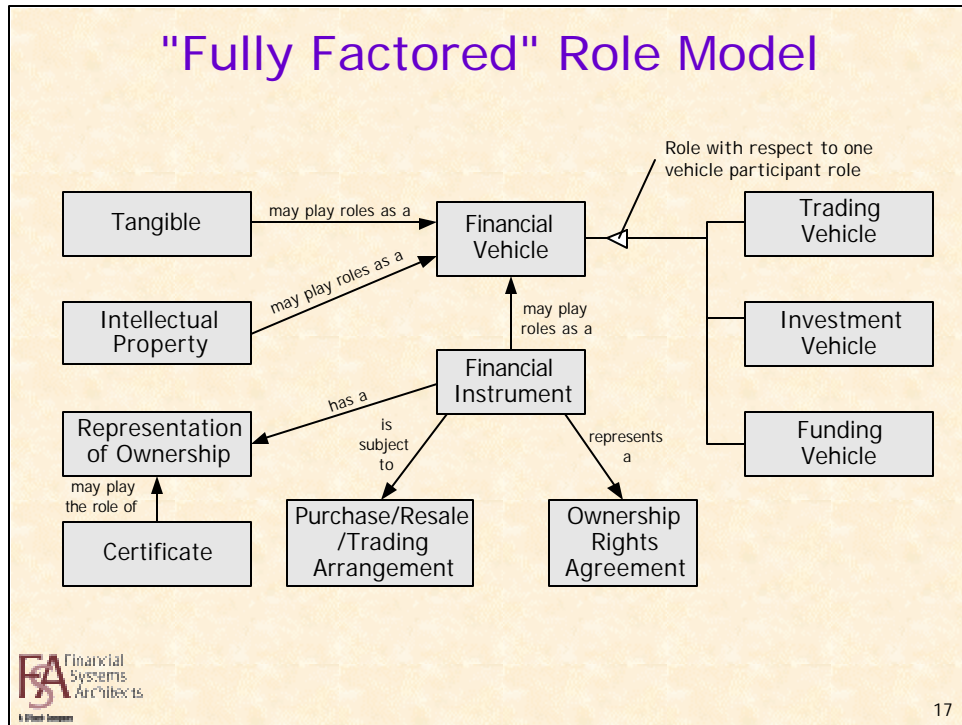 "Fully Factored" Role Model
Role with respect to one
vehicle participant role
Tangible
may play roles as a
Financial
Vehicle
Trading
Vehicle
may play roles as a
Intellectual
Property
may play
roles as a
Investment
Vehicle
Financial
Instrument
has a
Representation
of Ownership
is
subject
to
represents
a
Funding
Vehicle
may play
the role of
Certificate
Purchase/Resale
/Trading
Arrangement
Ownership
Rights
Agreement
FSA
Financial
Systems
Architects
17